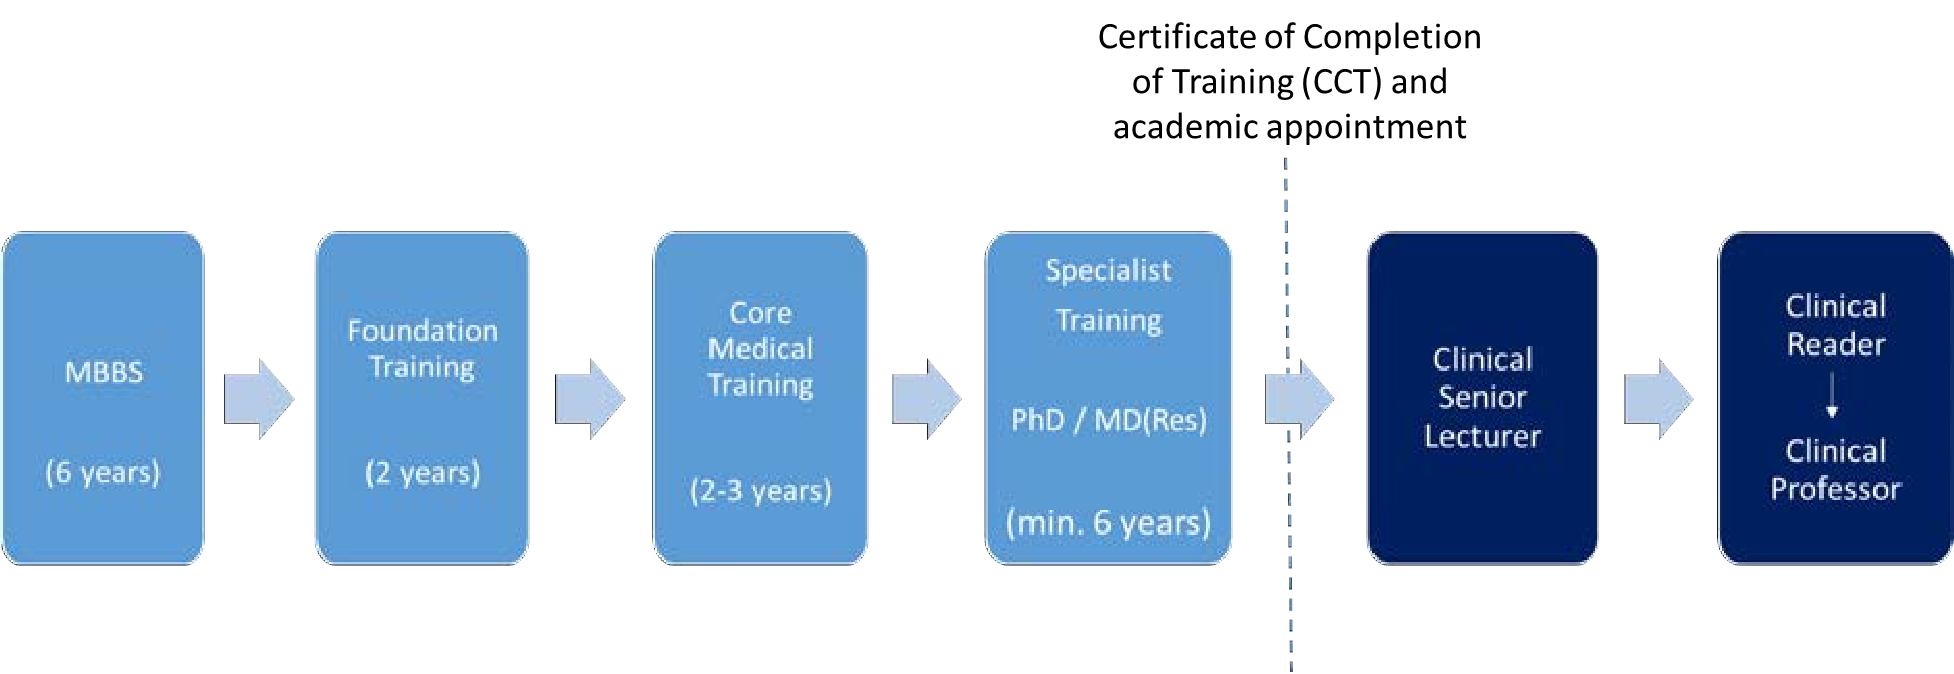 Certificate of Completion
of Training (CCT) and
academic appointment
MBBS
(6 years)
Foundation
Training
(2 years)
Core
Medical
Training
(2-3 years)
Specialist
Training
PhD / MD(Res)
(min. 6 years)
Clinical
Senior
Lecturer
Clinical
Reader
Clinical
Professor